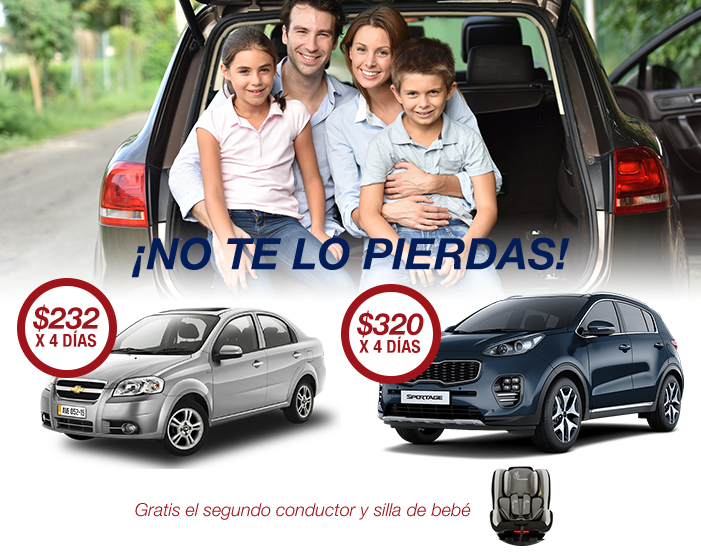 ¡NO TE LO PIERDAS!
$232
X 4 DÍAS
$320
X 4 DÍAS
SPORTAGE
Gratis el segundo conductor y silla de bebé